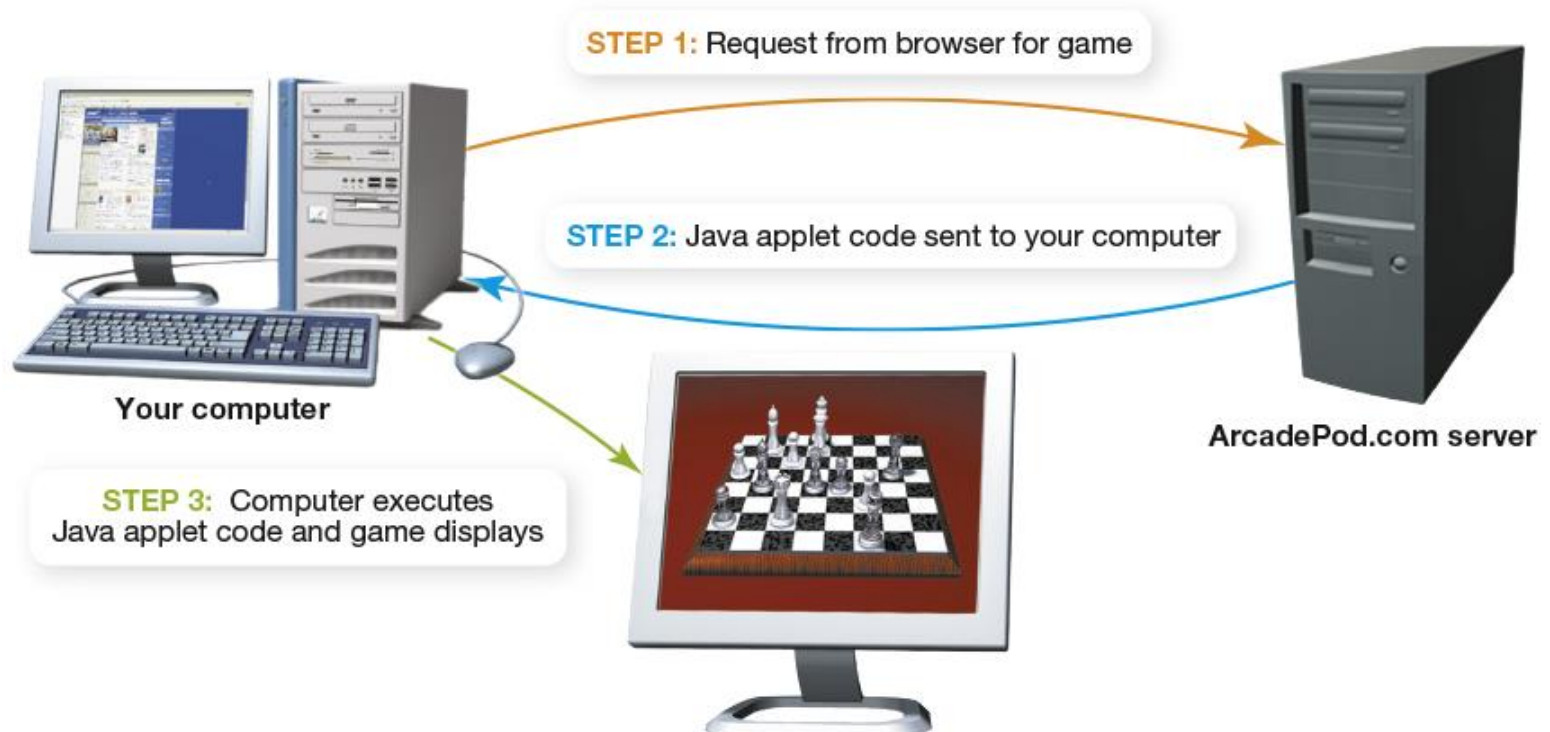 STEP 1: Request from browser for game
STEP 2: Java applet code sent to your computer
Your computer
ArcadePod.com server
STEP 3: Computer executes
Java applet code and game displays